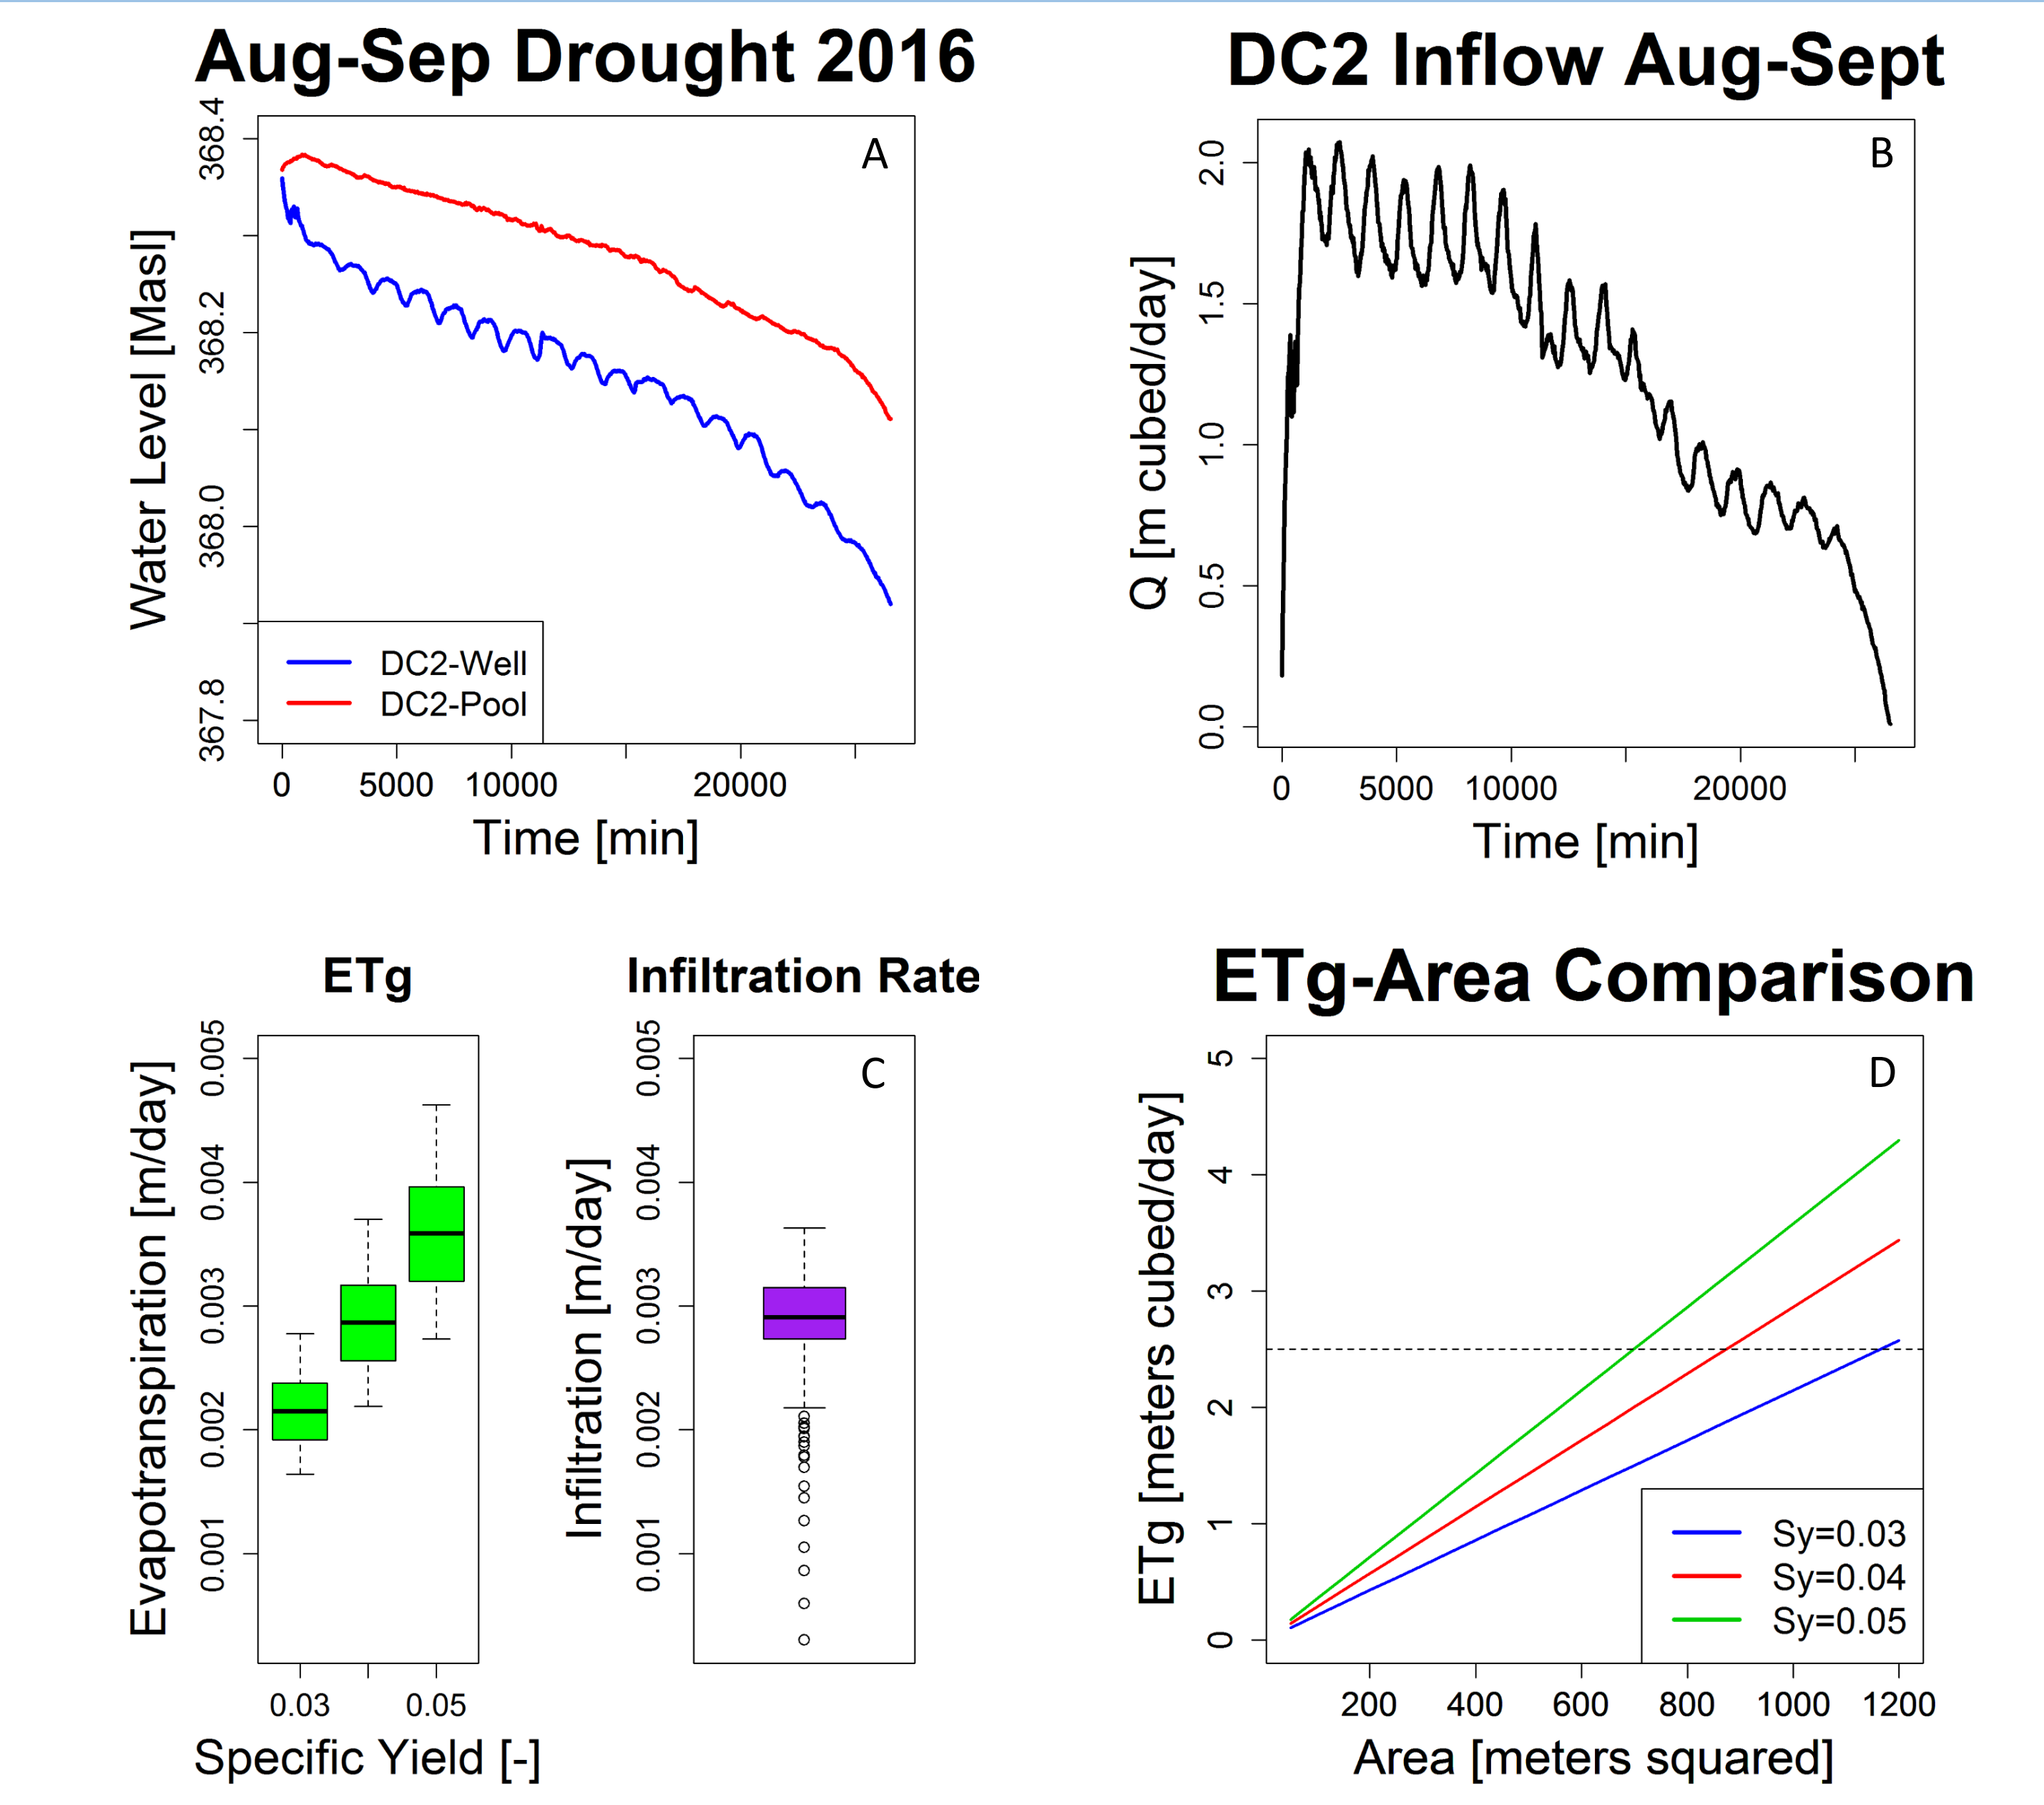 Aug-Sep Drought 2016
A
Water Level [Masl]
368.4
368.2
368.0
367.8
DC2-Well
DC2-Pool
0 5000 10000 20000
Time [min]
DC2 Inflow Aug-Sept
B
Q [m cubed/day]
2.0
1.5
1.0
0.5
0.0
0 5000 10000 20000
Time [min]
ETg
Evapotranspiration [m/day]
0.005
0.004
0.003
0.002
0.001
0.03 0.05
Specific Yield [-]
Infiltration Rate
C
Infiltration [m/day]
0.005
0.004
0.003
0.002
0.001
ETg-Area Comparison
D
ETg [meters cubed/day]
5
4
3
2
1
0
Sy=0.03
Sy=0.04
Sy=0.05
200 400 600 800 1000 1200
Area [meters squared]